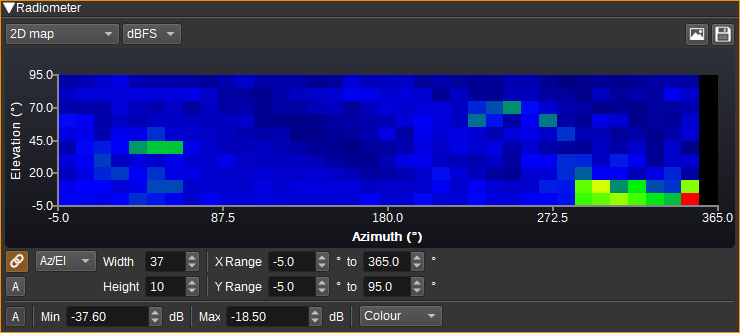 Radiometer
2D map dBFS
95.0
70.0
45.0
20.0
-5.0
Elevation (°)
-5.0 87.5 180.0 272.5 365.0
Azimuth (°)
Az/El Width 37 X Range -5.0 ° to 365.0 °
A Height 10 Y Range -5.0 ° to 95.0 °
A Min -37.60 dB Max -18.50 dB Colour